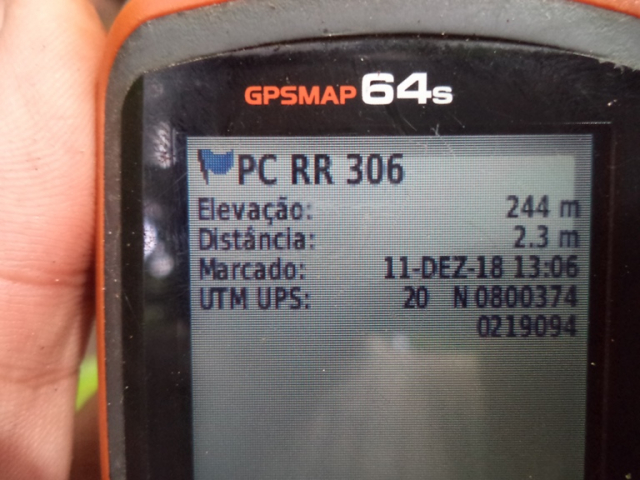 GPSMAP 64s
PC RR 306
Elevação: 244 m
Distância: 2.3 m
Marcado: 11-DEZ-18 13:06
UTM UPS: 20 N 0800374
0219094